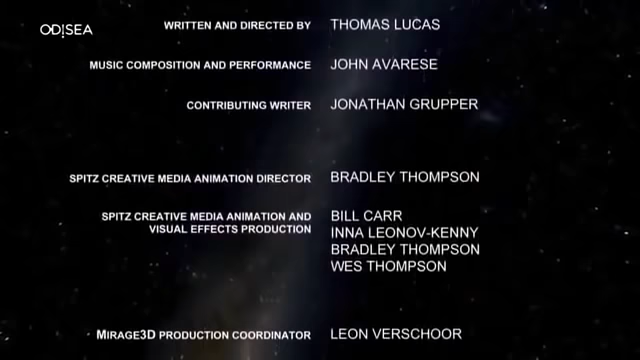 OD!SEA
WRITTEN AND DIRECTED BY THOMAS LUCAS
MUSIC COMPOSITION AND PERFORMANCE JOHN AVARESE
CONTRIBUTING WRITER JONATHAN GRUPPER
SPITZ CREATIVE MEDIA ANIMATION DIRECTOR BRADLEY THOMPSON
SPITZ CREATIVE MEDIA ANIMATION AND
VISUAL EFFECTS PRODUCTION
BILL CARR
INNA LEONOV-KENNY
BRADLEY THOMPSON
WES THOMPSON
MIRAGE3D PRODUCTION COORDINATOR LEON VERSCHOOR